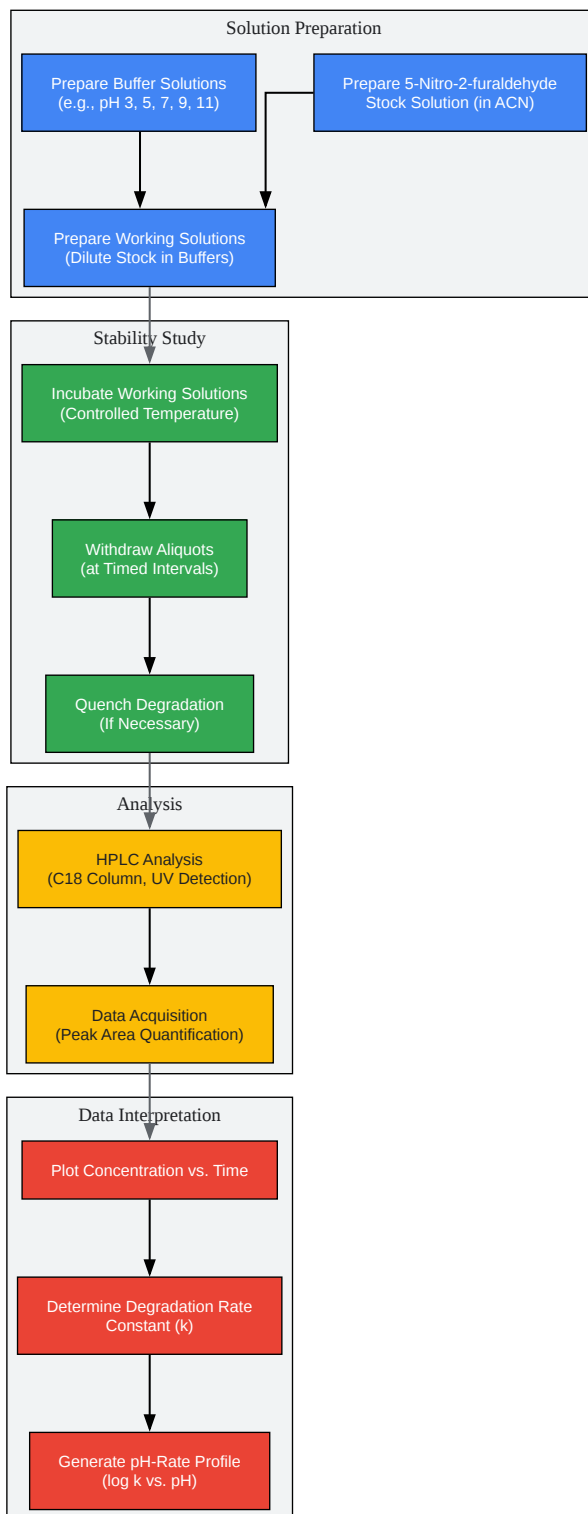 Solution Preparation
Prepare Buffer Solutions
(e.g., pH 3, 5, 7, 9, 11)
Prepare 5-Nitro-2-furaldehyde
Stock Solution (in ACN)
Prepare Working Solutions
(Dilute Stock in Buffers)
Stability Study
Incubate Working Solutions
(Controlled Temperature)
Withdraw Aliquots
(at Timed Intervals)
Quench Degradation
(If Necessary)
Analysis
HPLC Analysis
(C18 Column, UV Detection)
Data Acquisition
(Peak Area Quantification)
Data Interpretation
Plot Concentration vs. Time
Determine Degradation Rate
Constant (k)
Generate pH-Rate Profile
(log k vs. pH)